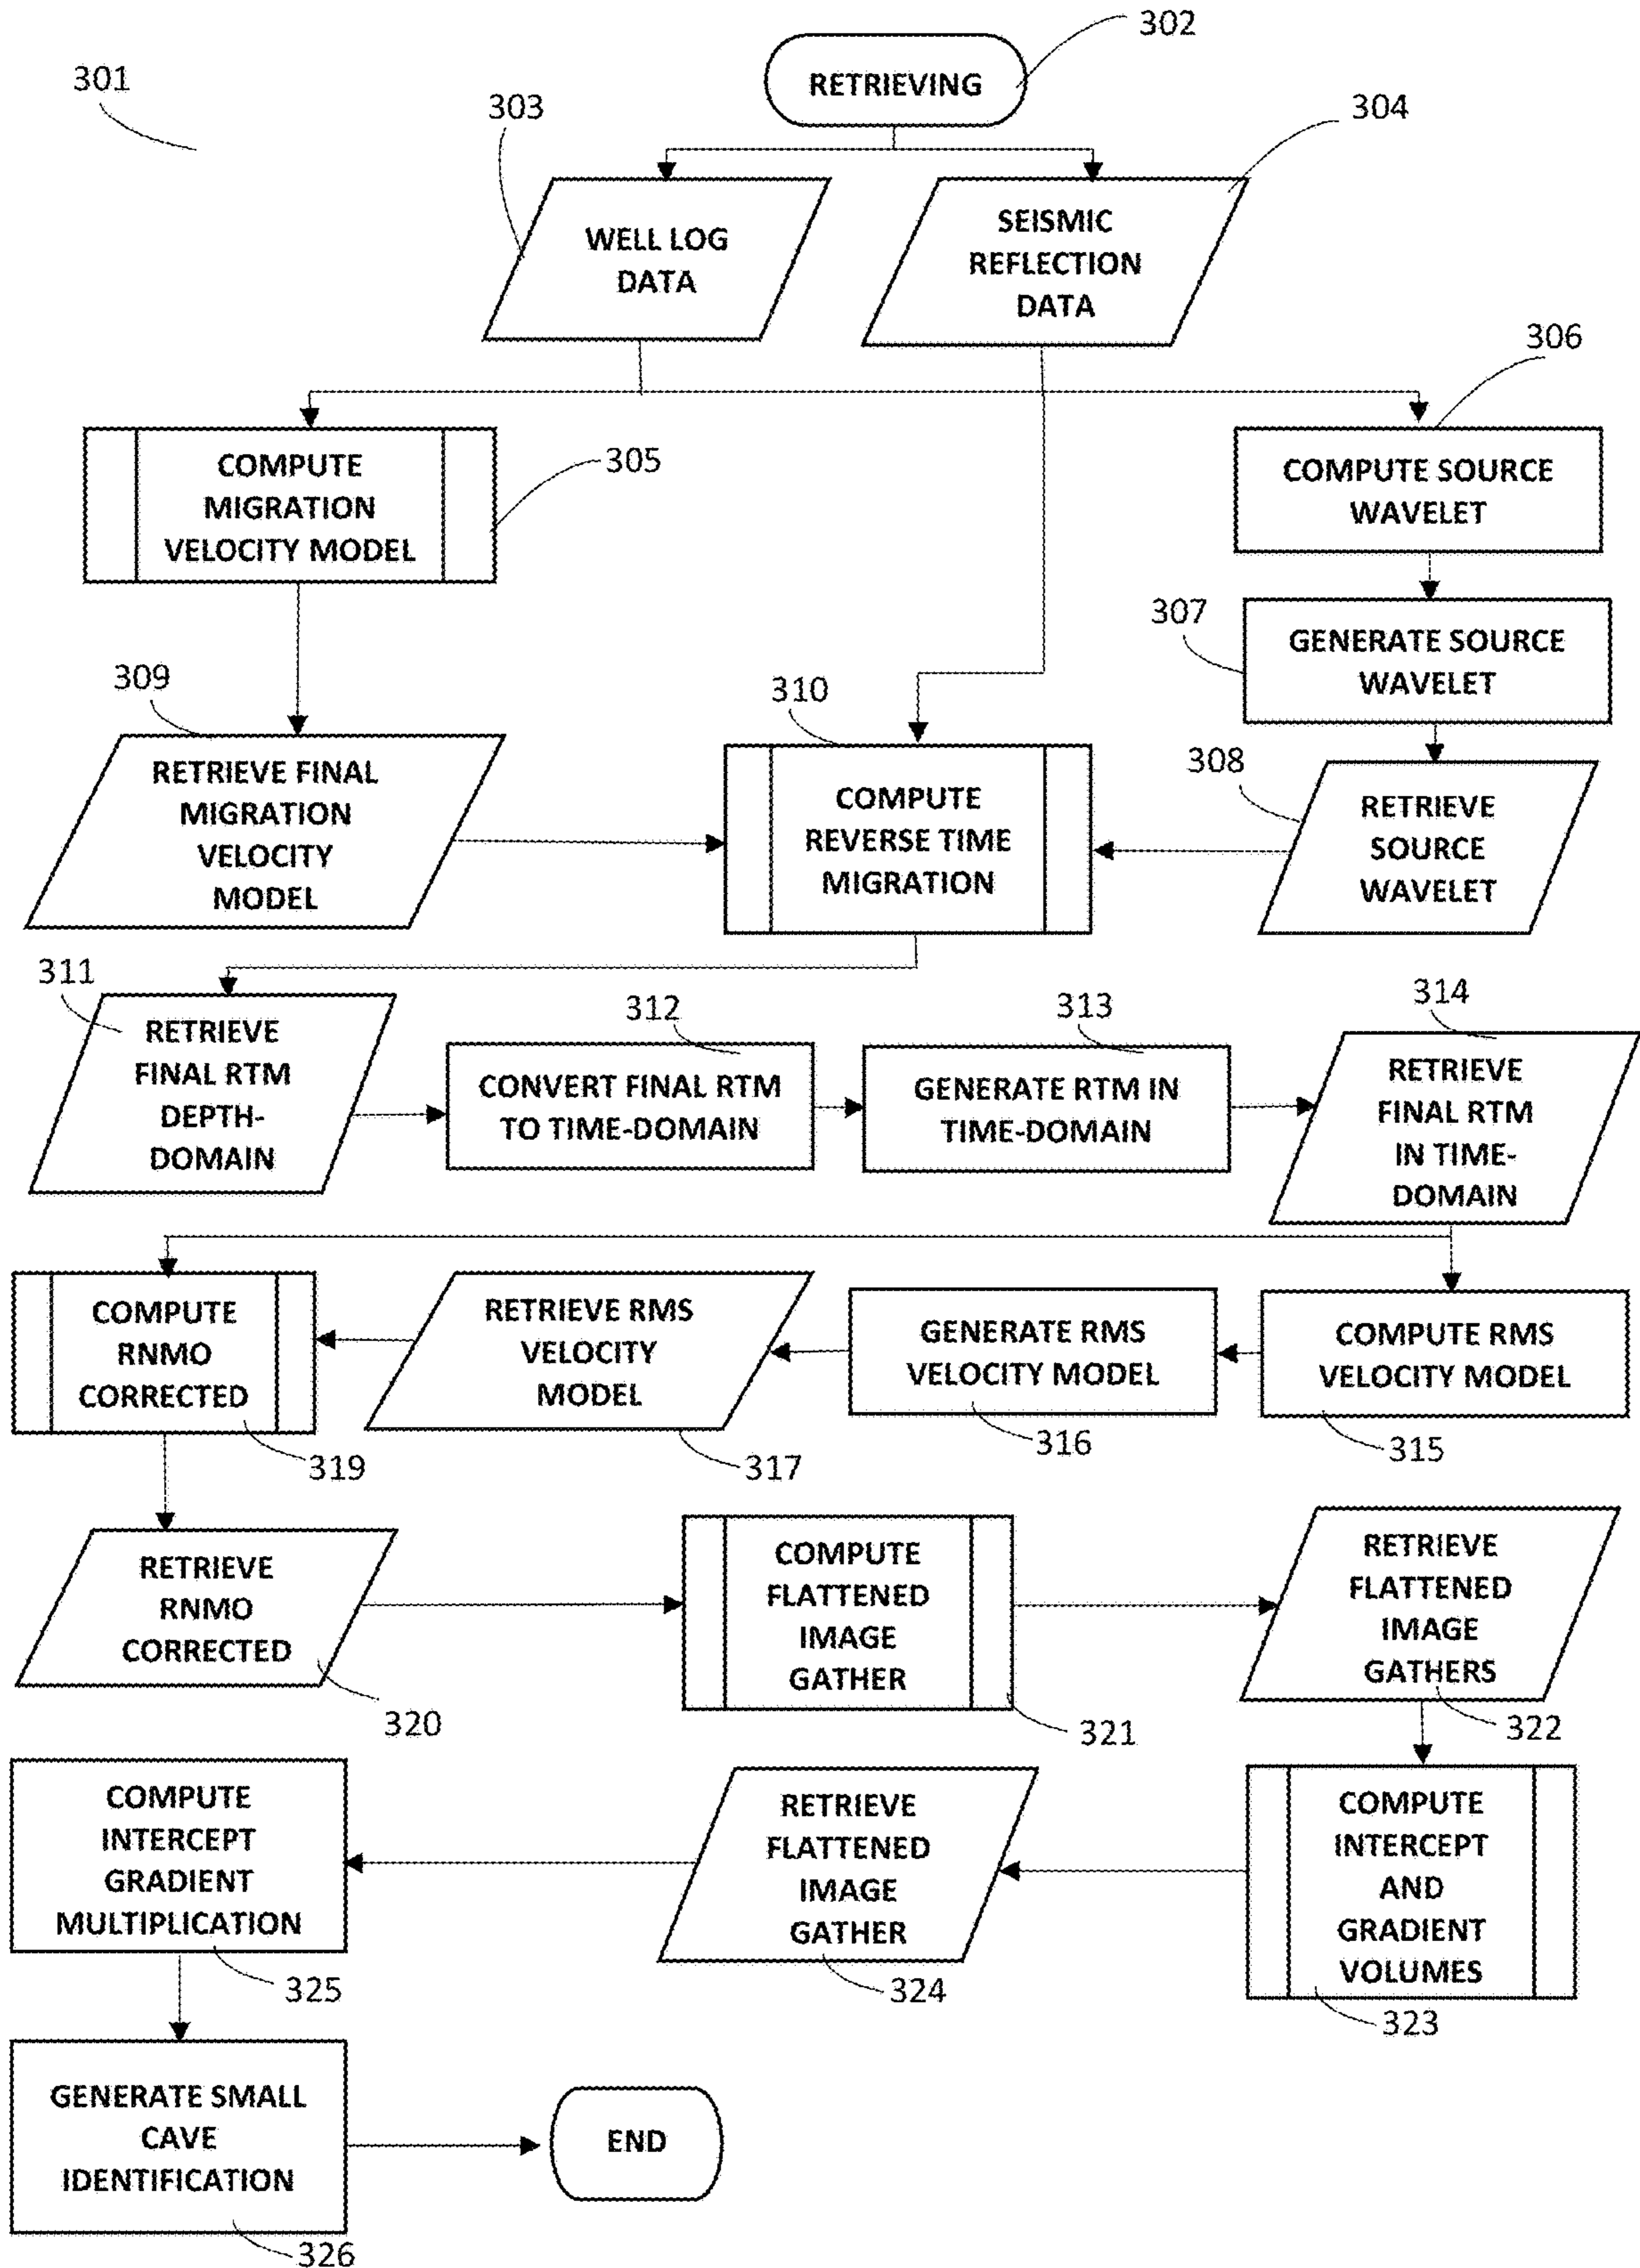 302
301
RETRIEVING
303
304
WELL LOG
DATA
SEISMIC
REFLECTION
DATA
306
COMPUTE
MIGRATION
VELOCITY MODEL
305
COMPUTE SOURCE
WAVELET
307
GENERATE SOURCE
WAVELET
309
310
308
RETRIEVE FINAL
MIGRATION
VELOCITY
MODEL
COMPUTE
REVERSE TIME
MIGRATION
RETRIEVE
SOURCE
WAVELET
311
312
313
314
RETRIEVE
FINAL RTM
DEPTH-
DOMAIN
CONVERT FINAL RTM
TO TIME-DOMAIN
GENERATE RTM IN
TIME-DOMAIN
RETRIEVE
FINAL RTM
IN TIME-
DOMAIN
COMPUTE
RNMO
CORRECTED
RETRIEVE RMS
VELOCITY
MODEL
GENERATE RMS
VELOCITY MODEL
COMPUTE RMS
VELOCITY MODEL
319
317
316
315
RETRIEVE
RNMO
CORRECTED
COMPUTE
FLATTENED
IMAGE
GATHER
RETRIEVE
FLATTENED
IMAGE
GATHERS
320
321
322
COMPUTE
INTERCEPT
GRADIENT
MULTIPLICATION
RETRIEVE
FLATTENED
IMAGE
GATHER
COMPUTE
INTERCEPT
AND
GRADIENT
VOLUMES
325
324
323
GENERATE SMALL
CAVE
IDENTIFICATION
END
326